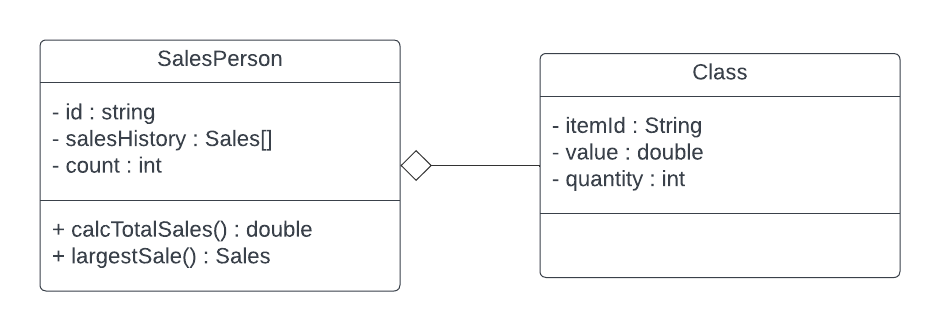 SalesPerson
- id : string
- salesHistory : Sales[]
- count : int
+ calcTotalSales() : double
+ largestSale() : Sales
Class
- itemId : String
- value : double
- quantity : int